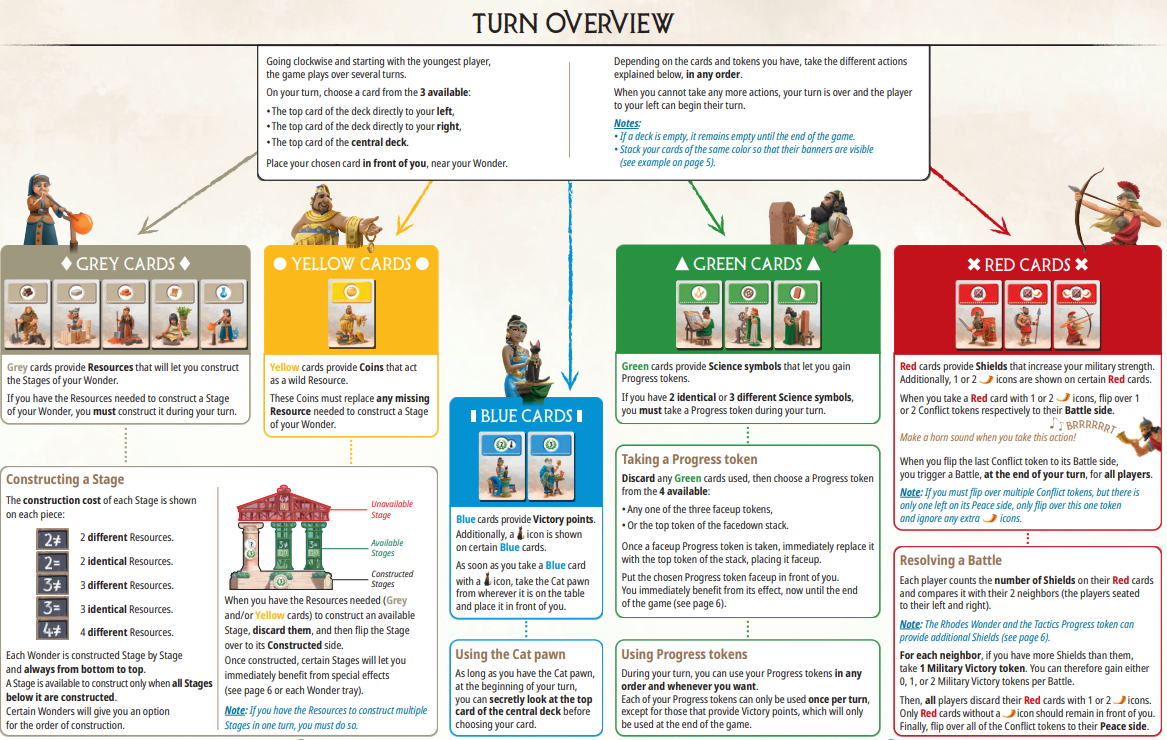 TURN OVERVIEW
Going clockwise and starting with the youngest player,
the game plays over several turns.
On your turn, choose a card from the 3 available:
• The top card of the deck directly to your left,
• The top card of the deck directly to your right,
• The top card of the central deck.
Place your chosen card in front of you, near your Wonder.
Depending on the cards and tokens you have, take the different actions
explained below, in any order.
When you cannot take any more actions, your turn is over and the player
to your left can begin their turn.
Notes:
• If a deck is empty, it remains empty until the end of the game.
• Stack your cards of the same color so that their banners are visible
(see example on page 5).
GREY CARDS
Grey cards provide Resources that will let you construct
the Stages of your Wonder.
If you have the Resources needed to construct a Stage
of your Wonder, you must construct it during your turn.
Constructing a Stage
The construction cost of each Stage is shown
on each piece:
2≠ 2 different Resources.
2= 2 identical Resources.
3≠ 3 different Resources.
3= 3 identical Resources.
4≠ 4 different Resources.
Each Wonder is constructed Stage by Stage
and always from bottom to top.
A Stage is available to construct only when all Stages
below it are constructed.
Certain Wonders will give you an option
for the order of construction.
Unavailable
Stage
Available
Stages
Constructed
Stages
When you have the Resources needed (Grey
and/or Yellow cards) to construct an available
Stage, discard them, and then flip the Stage
over to its Constructed side.
Once constructed, certain Stages will let you
immediately benefit from special effects
(see page 6 or each Wonder tray).
Note: If you have the Resources to construct multiple
Stages in one turn, you must do so.
YELLOW CARDS
Yellow cards provide Coins that act
as a wild Resource.
These Coins must replace any missing
Resource needed to construct a Stage
of your Wonder.
BLUE CARDS
Blue cards provide Victory points.
Additionally, a icon is shown
on certain Blue cards.
As soon as you take a Blue card
with a icon, take the Cat pawn
from wherever it is on the table
and place it in front of you.
Using the Cat pawn
As long as you have the Cat pawn,
at the beginning of your turn,
you can secretly look at the top
card of the central deck before
choosing your card.
GREEN CARDS
Green cards provide Science symbols that let you gain
Progress tokens.
If you have 2 identical or 3 different Science symbols,
you must take a Progress token during your turn.
Taking a Progress token
Discard any Green cards used, then choose a Progress token
from the 4 available:
• Any one of the three faceup tokens,
• Or the top token of the facedown stack.
Once a faceup Progress token is taken, immediately replace it
with the top token of the stack, placing it faceup.
Put the chosen Progress token faceup in front of you.
You immediately benefit from its effect, now until the end
of the game (see page 6).
Using Progress tokens
During your turn, you can use your Progress tokens in any
order and whenever you want.
Each of your Progress tokens can only be used once per turn,
except for those that provide Victory points, which will only
be used at the end of the game.
RED CARDS
Red cards provide Shields that increase your military strength.
Additionally, 1 or 2 icons are shown on certain Red cards.
When you take a Red card with 1 or 2 icons, flip over 1
or 2 Conflict tokens respectively to their Battle side.
BRRRRRRT
Make a horn sound when you take this action!
When you flip the last Conflict token to its Battle side,
you trigger a Battle, at the end of your turn, for all players.
Note: If you must flip over multiple Conflict tokens, but there is
only one left on its Peace side, only flip over this one token
and ignore any extra icons.
Resolving a Battle
Each player counts the number of Shields on their Red cards
and compares it with their 2 neighbors (the players seated
to their left and right).
Note: The Rhodes Wonder and the Tactics Progress token can
provide additional Shields (see page 6).
For each neighbor, if you have more Shields than them,
take 1 Military Victory token. You can therefore gain either
0, 1, or 2 Military Victory tokens per Battle.
Then, all players discard their Red cards with 1 or 2 icons.
Only Red cards without a icon should remain in front of you.
Finally, flip over all of the Conflict tokens to their Peace side.